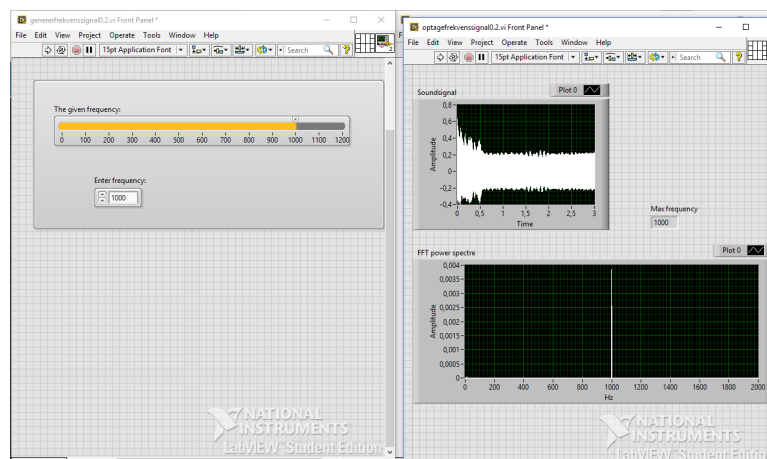 genererfrekvenssignal0.2.vi Front Panel *
File Edit View Project Operate Tools Window Help
15pt Application Font
Search
?
2
The given frequency:
0 100 200 300 400 500 600 700 800 900 1000 1100 1200
Enter frequency:
1000
NATIONAL
INSTRUMENTS
LabVIEW Student Edition
optagefrekvenssignal0.2.vi Front Panel *
File Edit View Project Operate Tools Window Help
15pt Application Font
Search
?
Soundsignal
Plot 0
0,8
0,6
0,4
0,2
0
-0,2
-0,4
Amplitude
0 0,5 1 1,5 2 2,5 3
Time
Max frequency
1000
FFT power spectre
Plot 0
0,004
0,0035
0,003
0,0025
0,002
0,0015
0,001
0,0005
0
Amplitude
0 200 400 600 800 1000 1200 1400 1600 1800 2000
Hz
NATIONAL
INSTRUMENTS
LabVIEW Student Edition